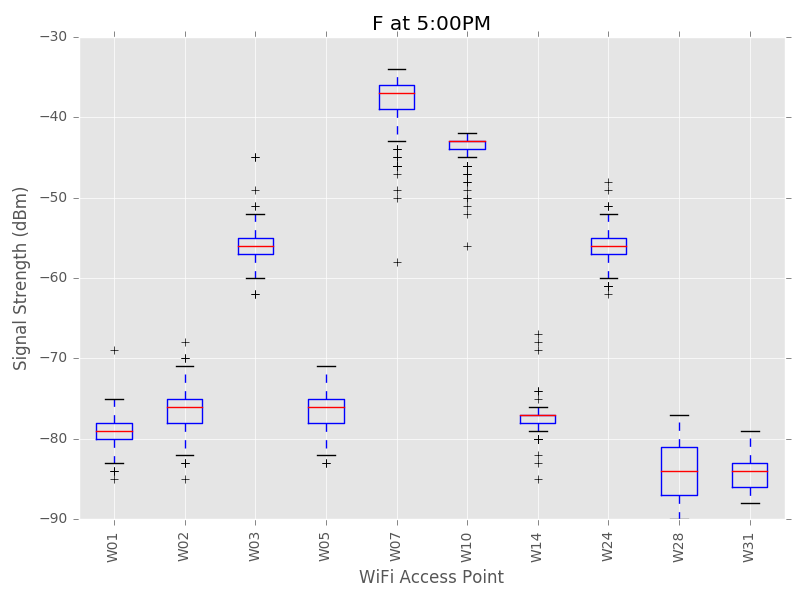 F at 5:00PM
−30
−40
−50
−60
−70
−80
−90
Signal Strength (dBm)
W01
W02
W03
W05
W07
W10
W14
W24
W28
W31
WiFi Access Point